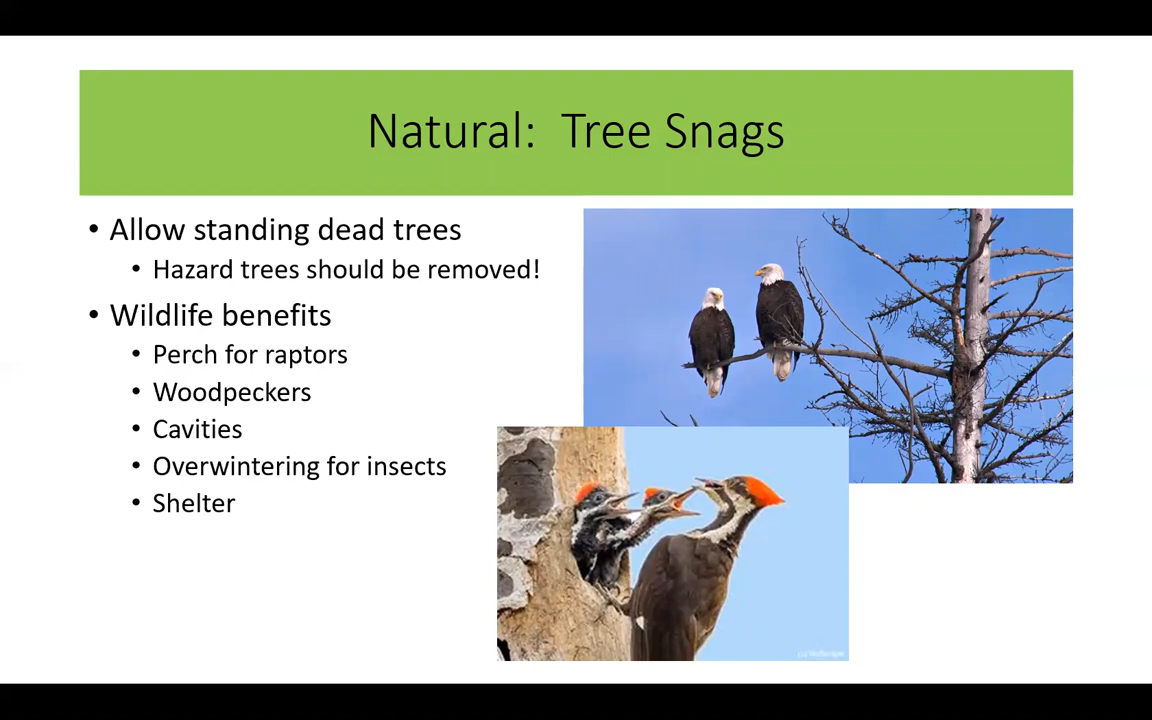 Natural:  Tree Snags
• Allow standing dead trees
• Hazard trees should be removed!
• Wildlife benefits
• Perch for raptors
• Woodpeckers
• Cavities
• Overwintering for insects
• Shelter